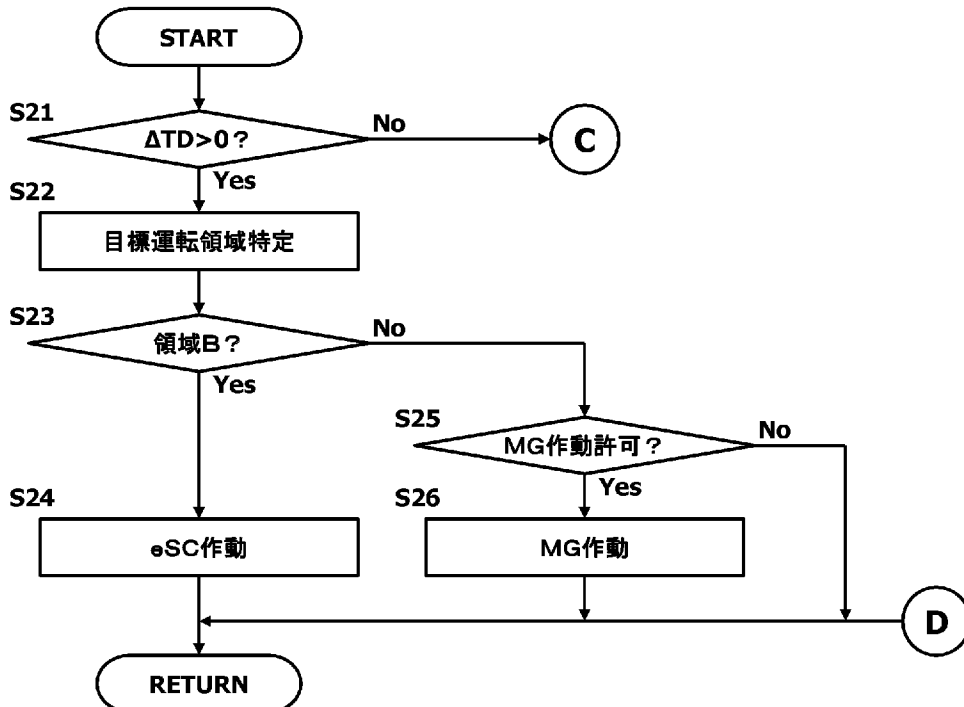 START
S21
ΔTD>0？
No
C
Yes
S22
目標運転領域特定
S23
領域B？
No
Yes
S25
MG作動許可？
No
Yes
S24
eSC作動
S26
MG作動
D
RETURN